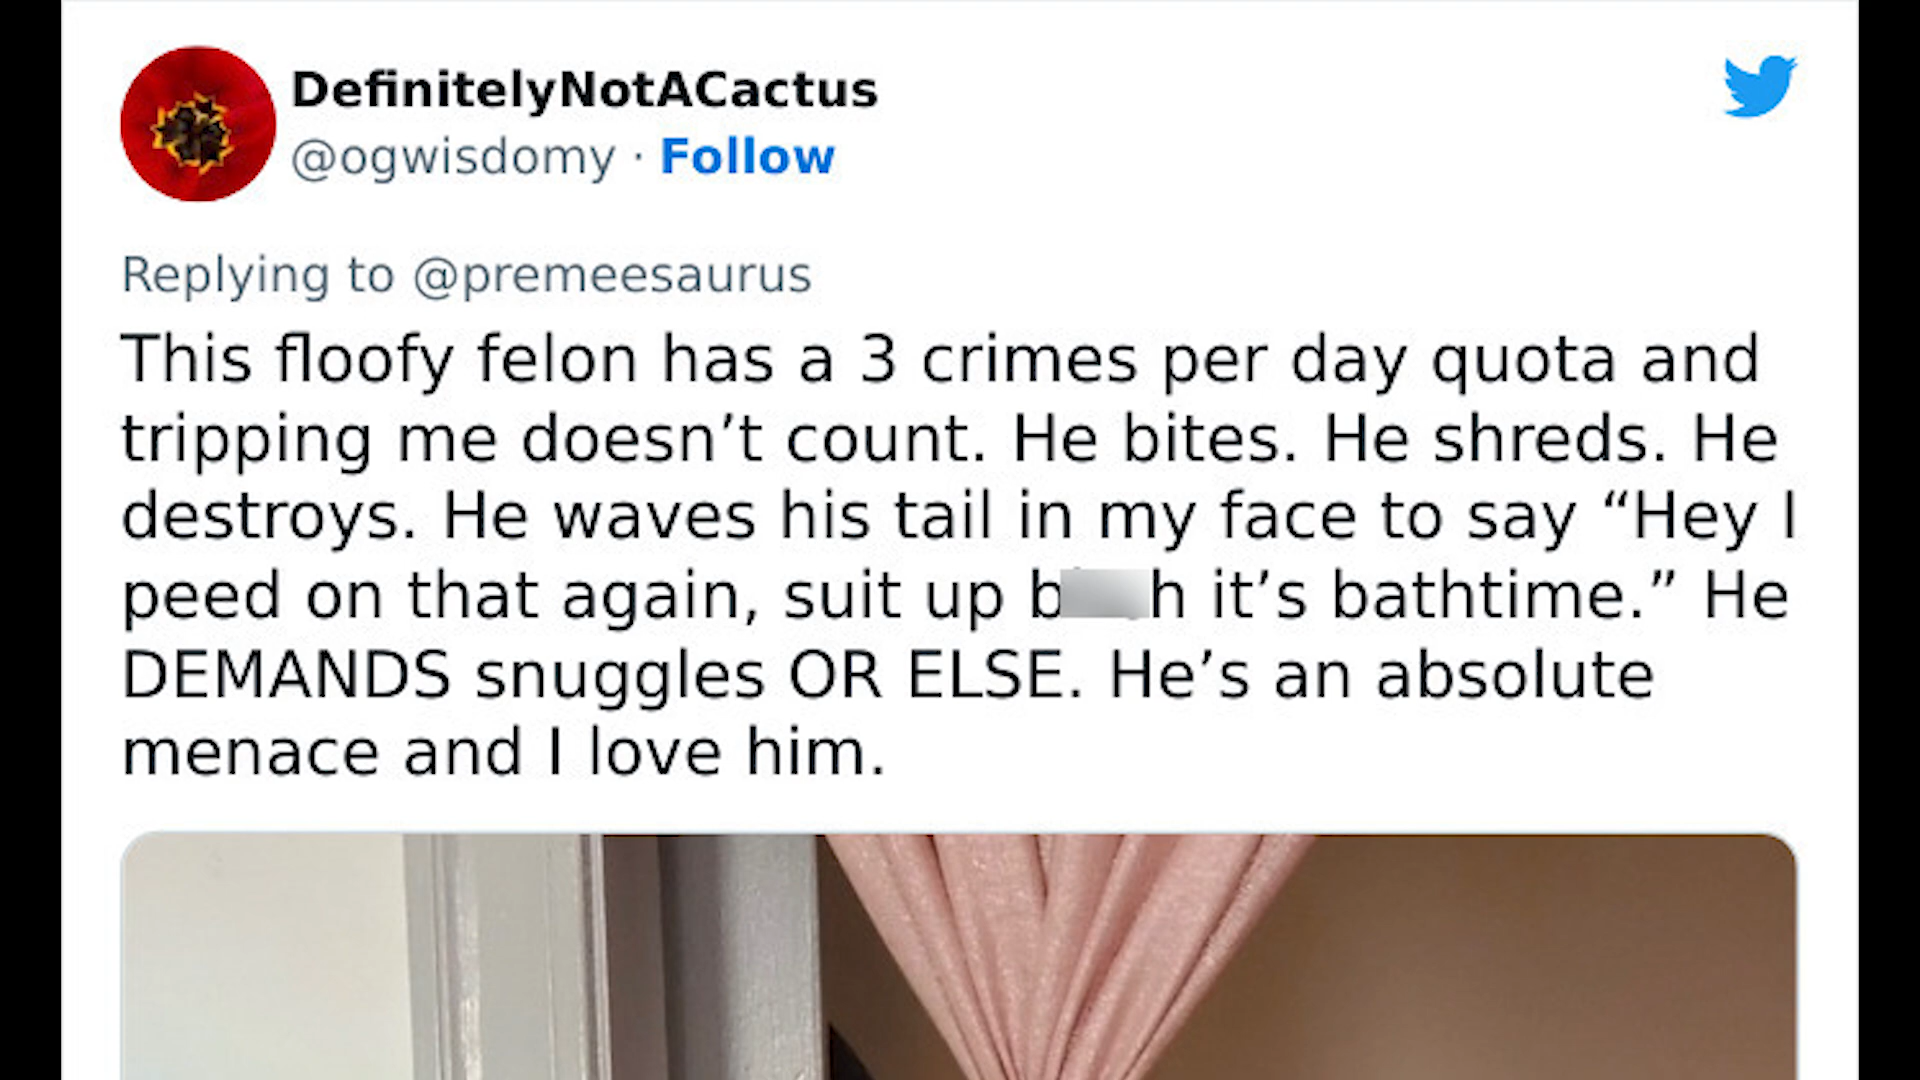 DefinitelyNotACactus
@ogwisdomy · Follow
Replying to @premeesaurus
This floofy felon has a 3 crimes per day quota and
tripping me doesn’t count. He bites. He shreds. He
destroys. He waves his tail in my face to say “Hey I
peed on that again, suit up b h it’s bathtime.” He
DEMANDS snuggles OR ELSE. He’s an absolute
menace and I love him.